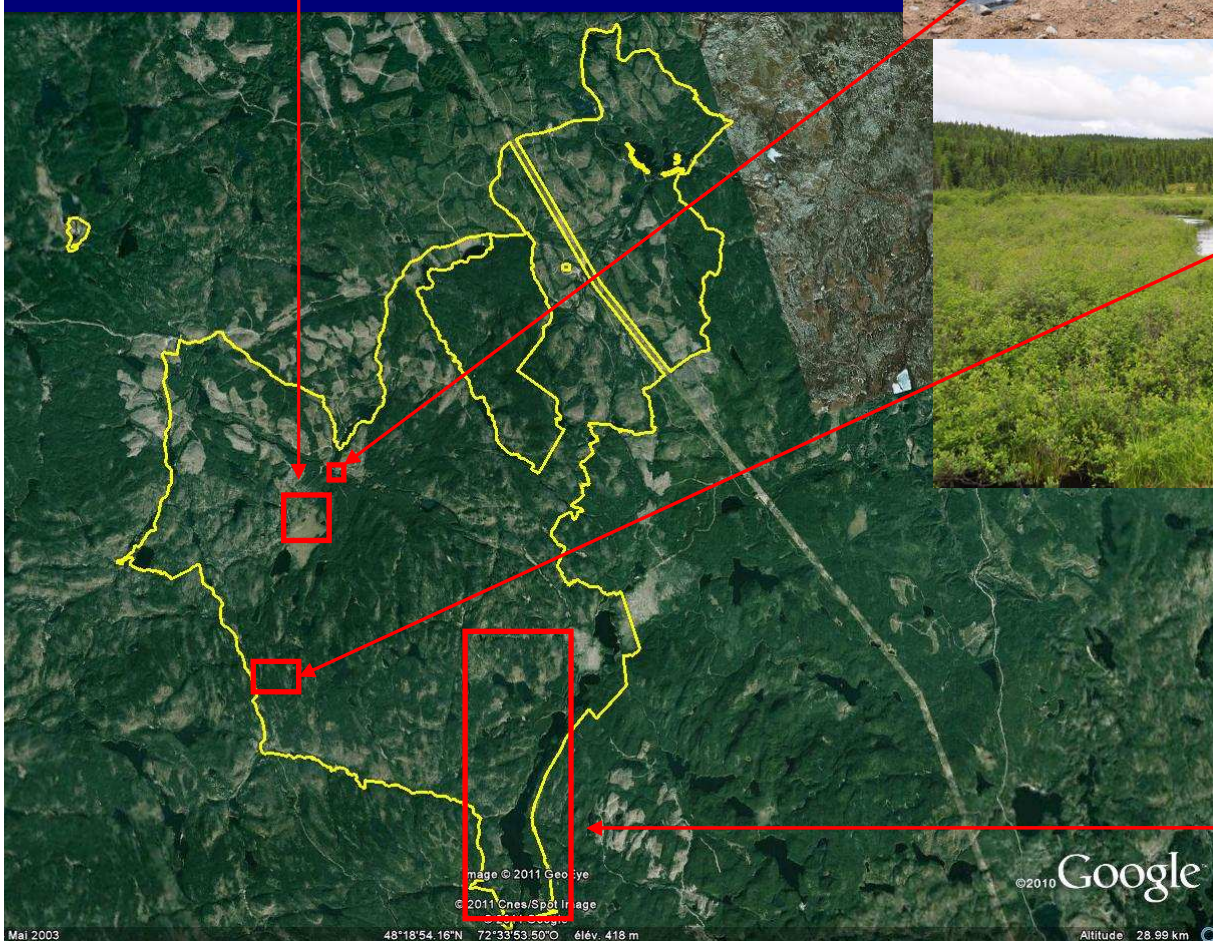 Image © 2011 GeoEye
© 2011 Cnes/Spot Image
©2010 Google
Mai 2003 48°18'54.16"N 72°33'53.50"O élév. 418 m Altitude 28.99 km